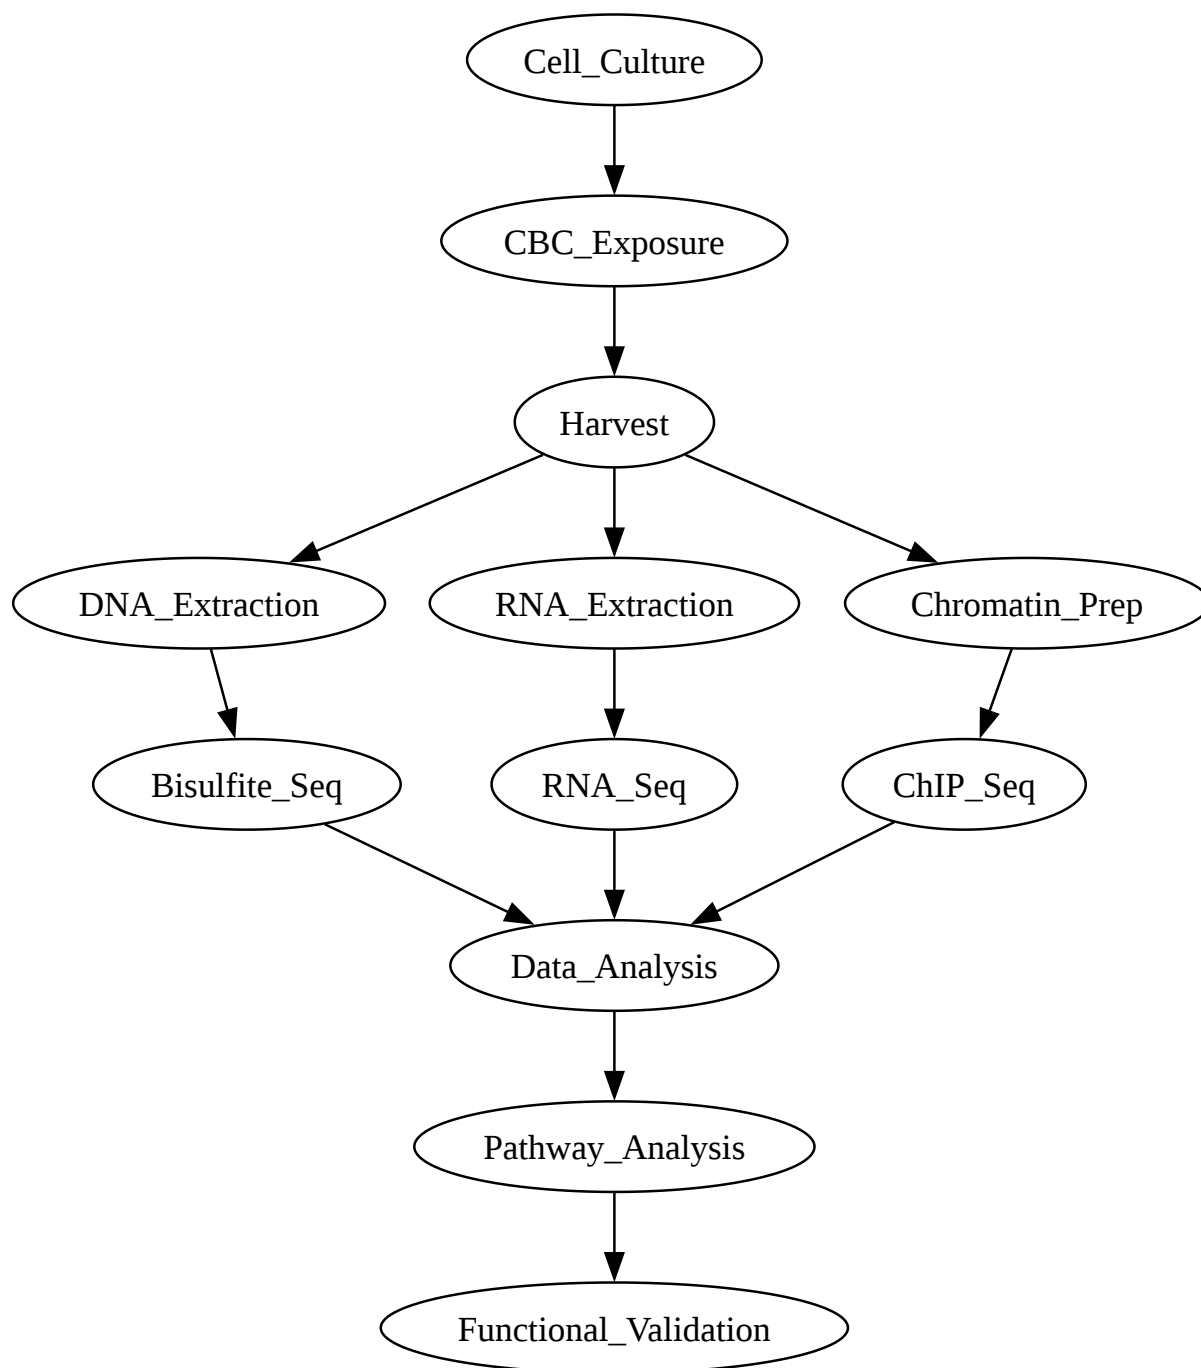 Cell_Culture
CBC_Exposure
Harvest
DNA_Extraction
RNA_Extraction
Chromatin_Prep
Bisulfite_Seq
RNA_Seq
ChIP_Seq
Data_Analysis
Pathway_Analysis
Functional_Validation